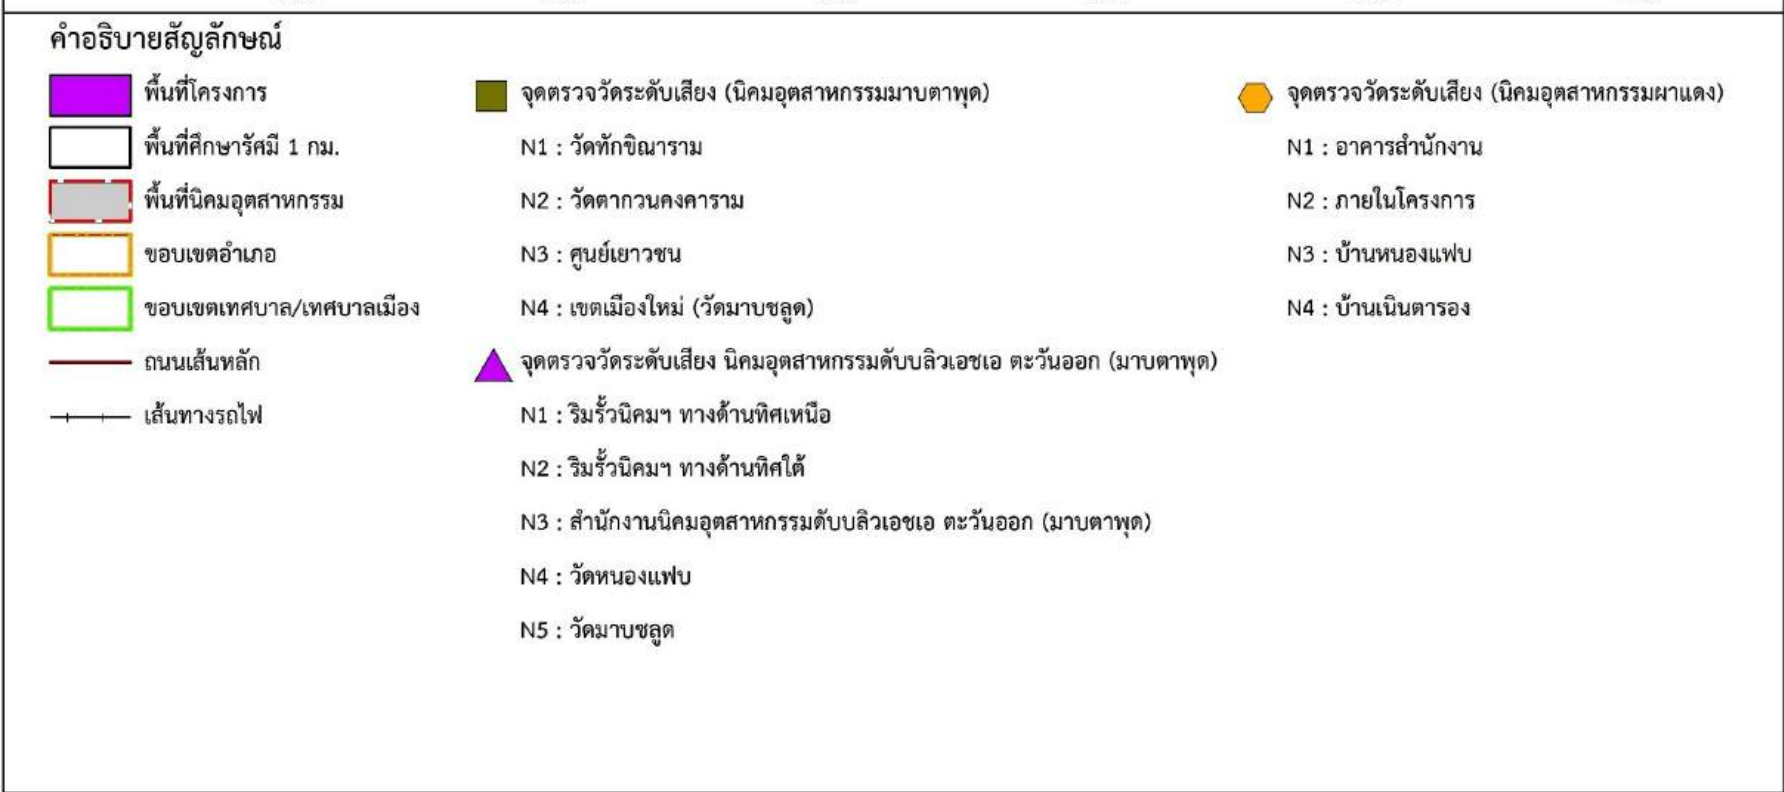 คำอธิบายสัญลักษณ์
พื้นที่โครงการ
พื้นที่ศึกษารัศมี 1 กม.
พื้นที่นิคมอุตสาหกรรม
ขอบเขตอำเภอ
ขอบเขตเทศบาล/เทศบาลเมือง
ถนนเส้นหลัก
เส้นทางรถไฟ
จุดตรวจวัดระดับเสียง (นิคมอุตสาหกรรมมาบตาพุด)
N1 : วัดทักขิณาราม
N2 : วัดตากวนคงคาราม
N3 : ศูนย์เยาวชน
N4 : เขตเมืองใหม่ (วัดมาบชลูด)
จุดตรวจวัดระดับเสียง นิคมอุตสาหกรรมดับบลิวเอชเอ ตะวันออก (มาบตาพุด)
N1 : ริมรั้วนิคมฯ ทางด้านทิศเหนือ
N2 : ริมรั้วนิคมฯ ทางด้านทิศใต้
N3 : สำนักงานนิคมอุตสาหกรรมดับบลิวเอชเอ ตะวันออก (มาบตาพุด)
N4 : วัดหนองแฟบ
N5 : วัดมาบชลูด
จุดตรวจวัดระดับเสียง (นิคมอุตสาหกรรมผาแดง)
N1 : อาคารสำนักงาน
N2 : ภายในโครงการ
N3 : บ้านหนองแฟบ
N4 : บ้านเนินตารอง